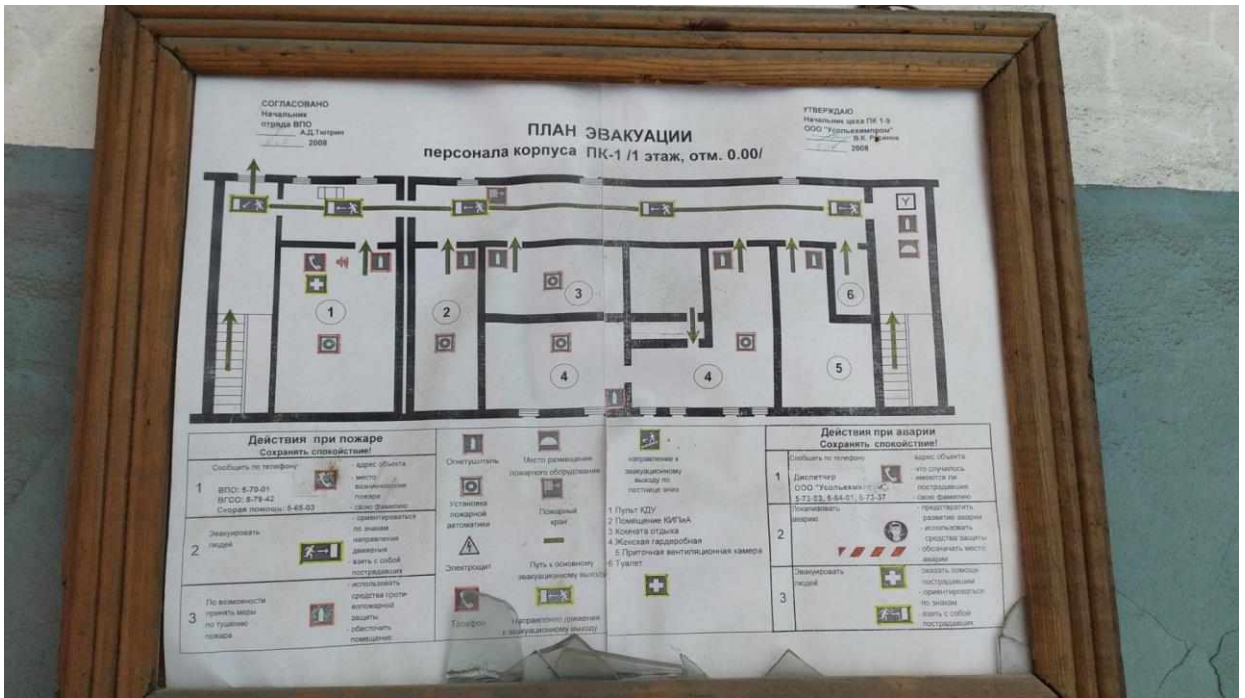 СОГЛАСОВАНО
Начальник
отряда ВПО
А.Д.Тютрин
2008
УТВЕРЖДАЮ
Начальник цеха ПК 1-9
ООО "Усольехимпром"
В.К.
2008
ПЛАН ЭВАКУАЦИИ
персонала корпуса ПК-1 /1 этаж, отм. 0.00/
1
2
3
4
4
5
6
Действия при пожаре
Сохранять спокойствие!
1
Сообщить по телефону
ВПО: 5-70-01
ВГСО: 5-79-42
Скорая помощь: 5-65-03
- адрес объекта
- место
возникновения
пожара
- свою фамилию
2
Эвакуировать
людей
- ориентироваться
по знакам
направления
движения
- взять с собой
пострадавших
3
По возможности
принять меры
по тушению
пожара
- использовать
средства проти-
вопожарной
защиты
- обесточить
помещение
Огнетушитель
Установка
пожарной
автоматики
Электрощит
Телефон
Место размещения
пожарного оборудования
Пожарный
кран
Путь к основному
эвакуационному выходу
Направление движения
к эвакуационному выходу
направление к
эвакуационному
выходу по
лестнице вниз
1 Пульт КДУ
2 Помещение КИПиА
3 Комната отдыха
4 Женская гардеробная
5 Приточная вентиляционная камера
6 Туалет
Действия при аварии
Сохранять спокойствие!
1
Сообщить по телефону
Диспетчер
ООО
5-73-03, 5-64-01, 5-73-37
- адрес объекта
- что случилось
- имеются ли
пострадавшие
- свою фамилию
2
Локализовать
аварию
- предотвратить
развитие аварии
- использовать
средства защиты
- обозначить место
аварии
3
Эвакуировать
людей
- оказать помощь
пострадавшим
- ориентироваться
по знакам
- взять с собой
пострадавших